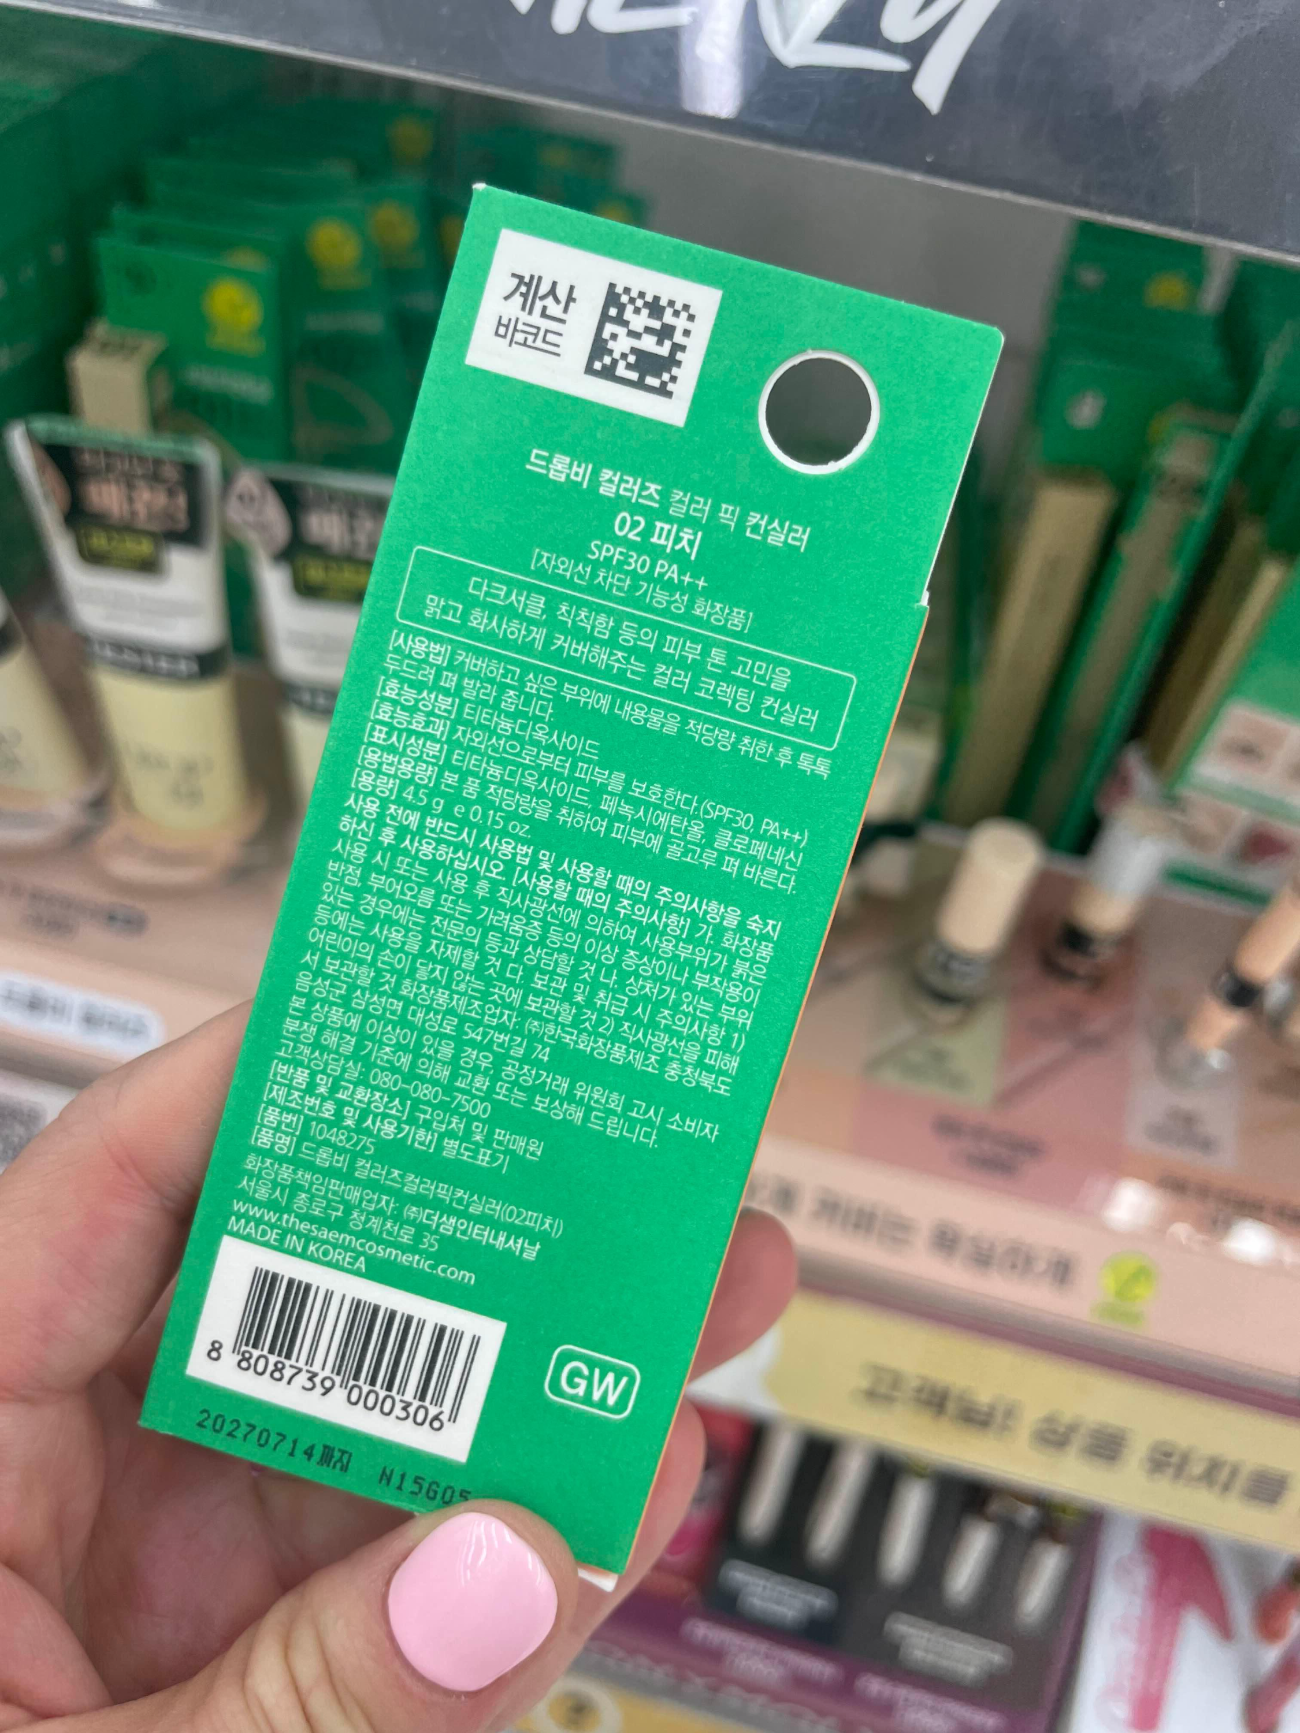 계산
바코드
드롭비 컬러즈 컬러 픽 컨실러
02 피치
SPF30 PA++
[자외선 차단 기능성 화장품]
다크서클, 칙칙함 등의 피부 톤 고민을
맑고 화사하게 커버해주는 컬러 코렉팅 컨실러
[사용법] 커버하고 싶은 부위에 내용물을 적당량 취한 후 톡톡
두드려 펴 발라 줍니다.
[효능성분] 티타늄디옥사이드
[효능효과] 자외선으로부터 피부를 보호한다.(SPF30, PA++)
[표시성분] 티타늄디옥사이드, 페녹시에탄올, 클로페네신
[용법용량] 본 품 적당량을 취하여 피부에 골고루 펴 바른다.
[용량] 4.5 g e 0.15 oz.
사용 전에 반드시 사용법 및 사용할 때의 주의사항을 숙지
하신 후 사용하십시오. [사용할 때의 주의사항] 가. 화장품
사용 시 또는 사용 후 직사광선에 의하여 사용부위가 붉은
반점, 부어오름 또는 가려움증 등의 이상 증상이나 부작용이
있는 경우에는 전문의 등과 상담할 것 나. 상처가 있는 부위
등에는 사용을 자제할 것 다. 보관 및 취급 시 주의사항 1)
어린이의 손이 닿지 않는 곳에 보관할 것 2) 직사광선을 피해
서 보관할 것 화장품제조업자: ㈜한국화장품제조 충청북도
음성군 삼성면 대성로 547번길 74
본 상품에 이상이 있을 경우, 공정거래 위원회 고시 소비자
분쟁 해결 기준에 의해 교환 또는 보상해 드립니다.
고객상담실: 080-080-7500
[반품 및 교환장소] 구입처 및 판매원
[제조번호 및 사용기한] 별도표기
[품번] 1048275
[품명] 드롭비 컬러즈컬러픽컨실러(02피치)
화장품책임판매업자: ㈜더샘인터내셔날
서울시 종로구 청계천로 35
www.thesaemcosmetic.com
MADE IN KOREA
8 808739 000306
GW
20270714까지 N15G05
고객님! 상품 위치를